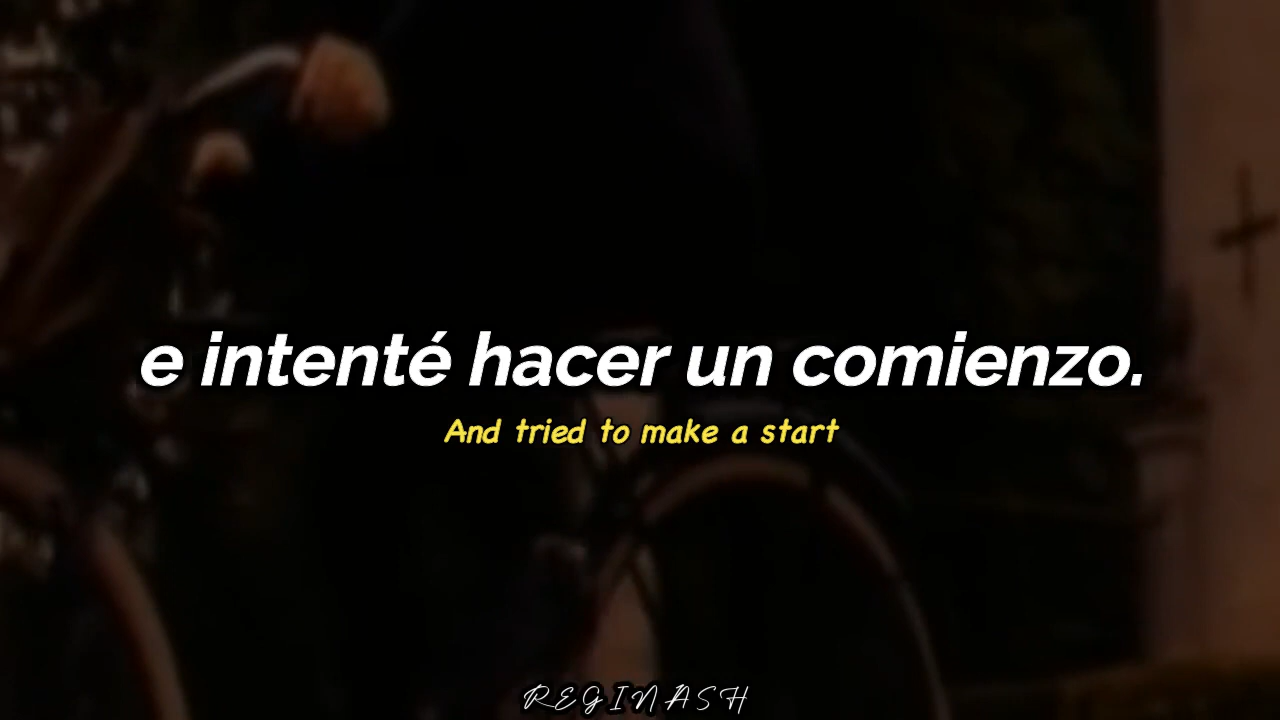 e intenté hacer un comienzo.
And tried to make a start
REGINASH